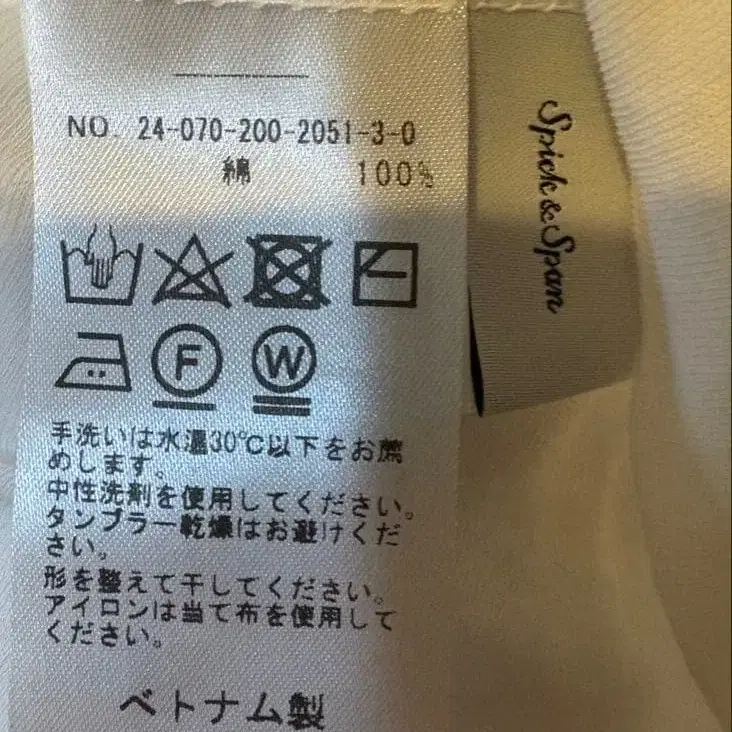 NO. 24-070-200-2051-3-0
綿 100%
F W
手洗いは水温30℃以下をお薦
めします。
中性洗剤を使用してください。
タンブラー乾燥はお避けくだ
さい。
形を整えて干してください。
アイロンは当て布を使用して
ください。
ベトナム製
Spick & Span